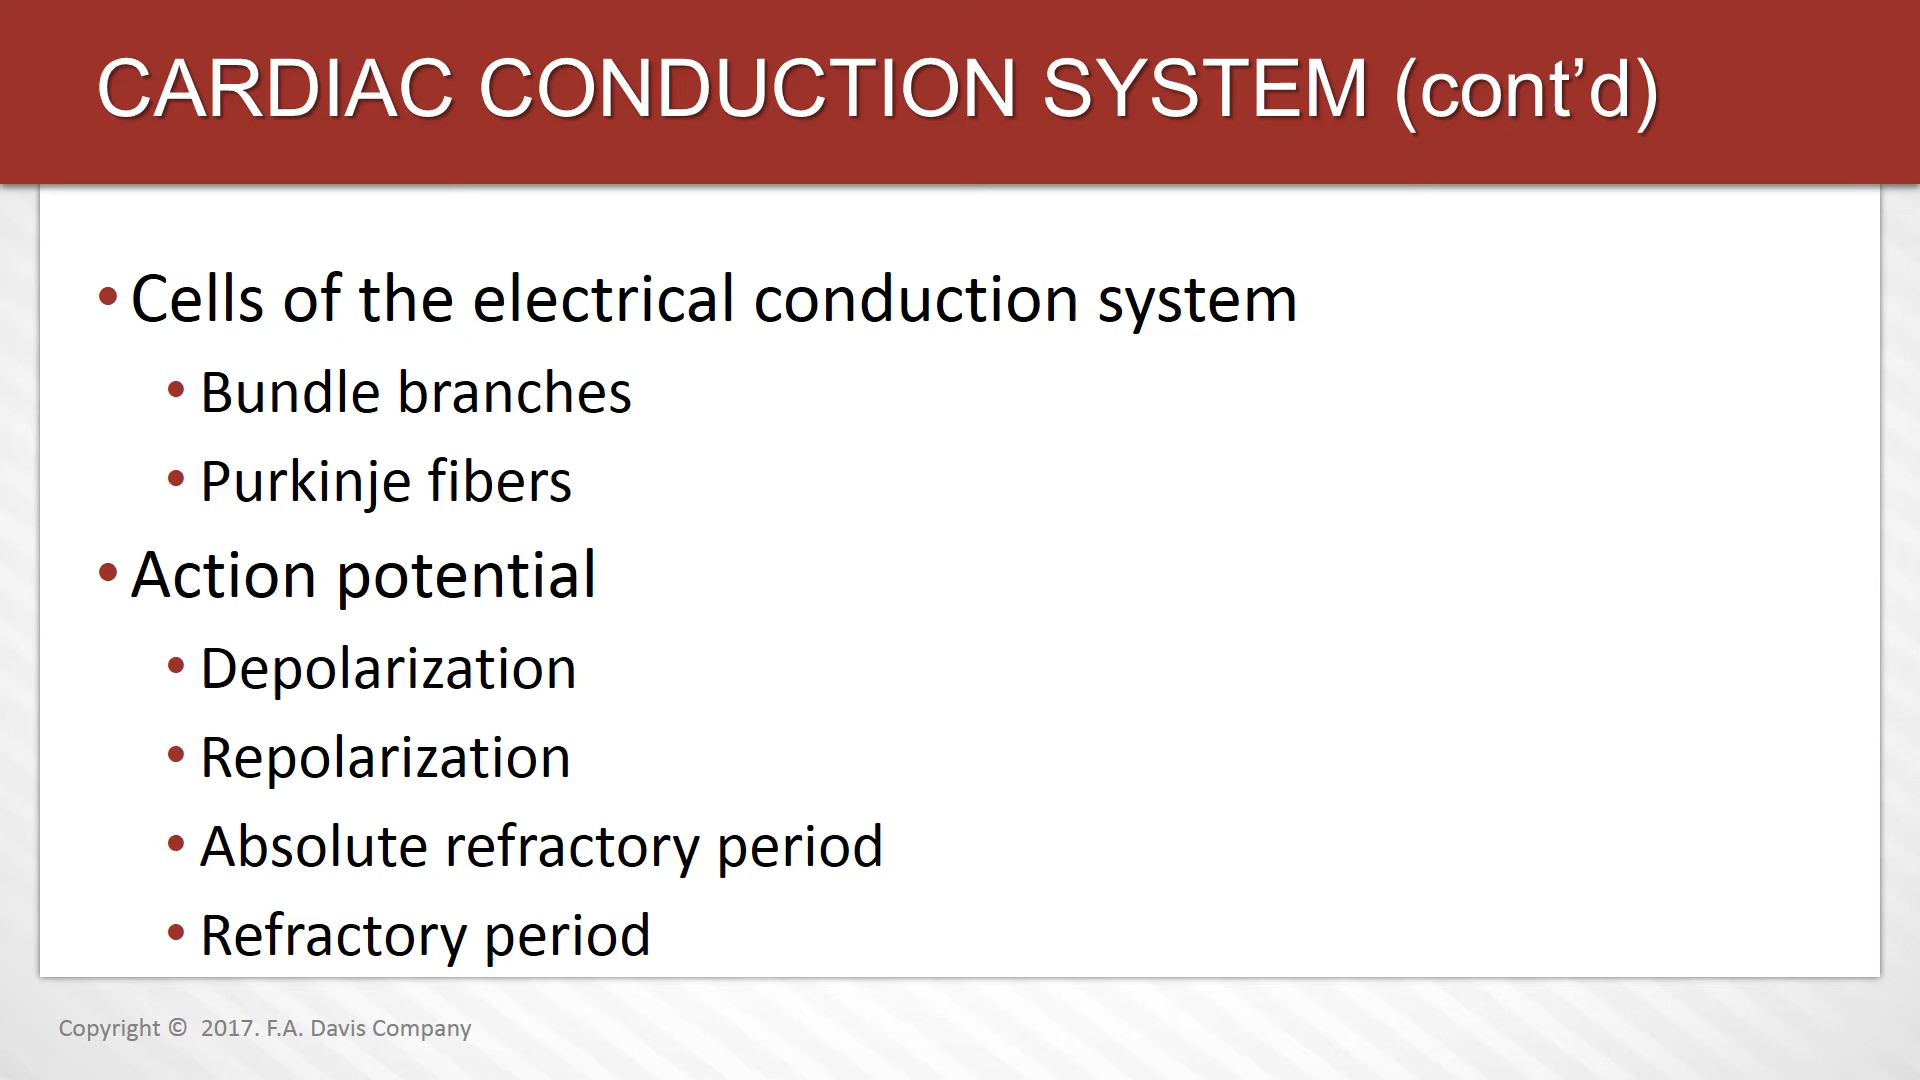 CARDIAC CONDUCTION SYSTEM (cont’d)
• Cells of the electrical conduction system
• Bundle branches
• Purkinje fibers
• Action potential
• Depolarization
• Repolarization
• Absolute refractory period
• Refractory period
Copyright © 2017. F.A. Davis Company